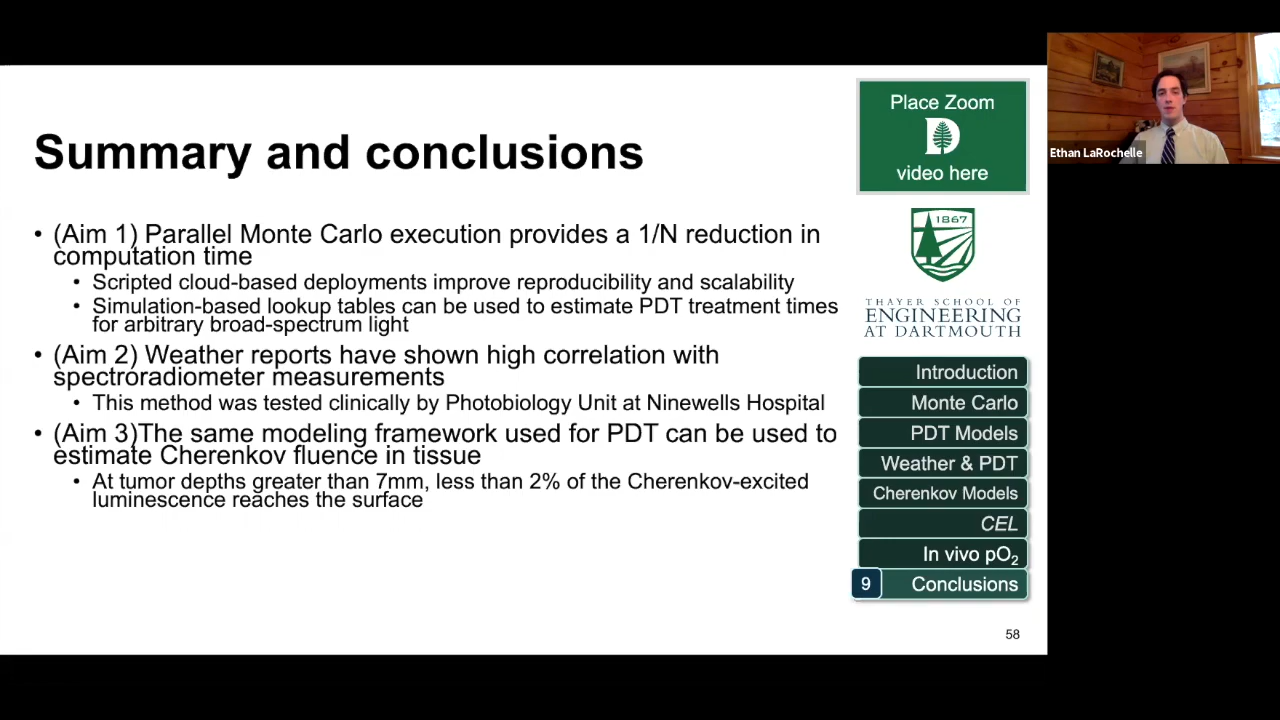 Summary and conclusions
• (Aim 1) Parallel Monte Carlo execution provides a 1/N reduction in
computation time
• Scripted cloud-based deployments improve reproducibility and scalability
• Simulation-based lookup tables can be used to estimate PDT treatment times
for arbitrary broad-spectrum light
• (Aim 2) Weather reports have shown high correlation with
spectroradiometer measurements
• This method was tested clinically by Photobiology Unit at Ninewells Hospital
• (Aim 3)The same modeling framework used for PDT can be used to
estimate Cherenkov fluence in tissue
• At tumor depths greater than 7mm, less than 2% of the Cherenkov-excited
luminescence reaches the surface
Place Zoom
D
video here
1867
THAYER SCHOOL OF
ENGINEERING
AT DARTMOUTH
Introduction
Monte Carlo
PDT Models
Weather & PDT
Cherenkov Models
CEL
In vivo pO₂
9 Conclusions
58
Ethan LaRochelle